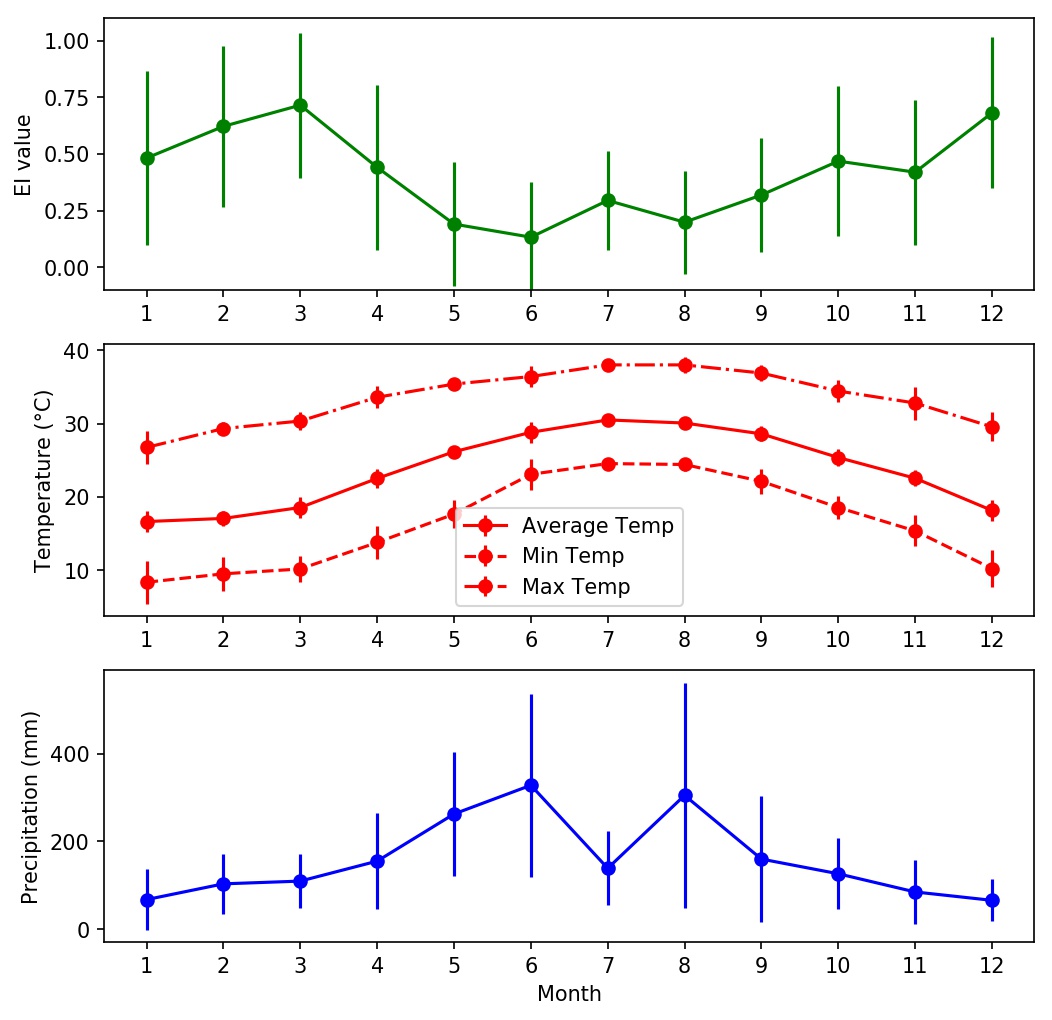 EI value
1.00
0.75
0.50
0.25
0.00
1 2 3 4 5 6 7 8 9 10 11 12
Temperature (°C)
40
30
20
10
Average Temp
Min Temp
Max Temp
1 2 3 4 5 6 7 8 9 10 11 12
Precipitation (mm)
400
200
0
1 2 3 4 5 6 7 8 9 10 11 12
Month